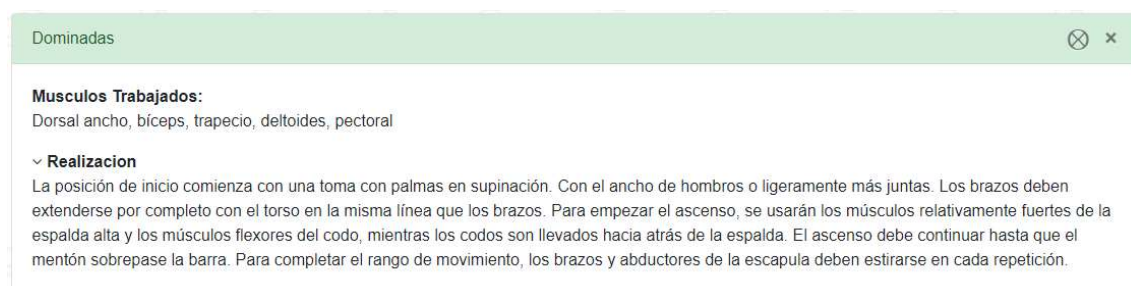 Dominadas
Musculos Trabajados:
Dorsal ancho, bíceps, trapecio, deltoides, pectoral
Realizacion
La posición de inicio comienza con una toma con palmas en supinación. Con el ancho de hombros o ligeramente más juntas. Los brazos deben
extenderse por completo con el torso en la misma línea que los brazos. Para empezar el ascenso, se usarán los músculos relativamente fuertes de la
espalda alta y los músculos flexores del codo, mientras los codos son llevados hacia atrás de la espalda. El ascenso debe continuar hasta que el
mentón sobrepase la barra. Para completar el rango de movimiento, los brazos y abductores de la escapula deben estirarse en cada repetición.